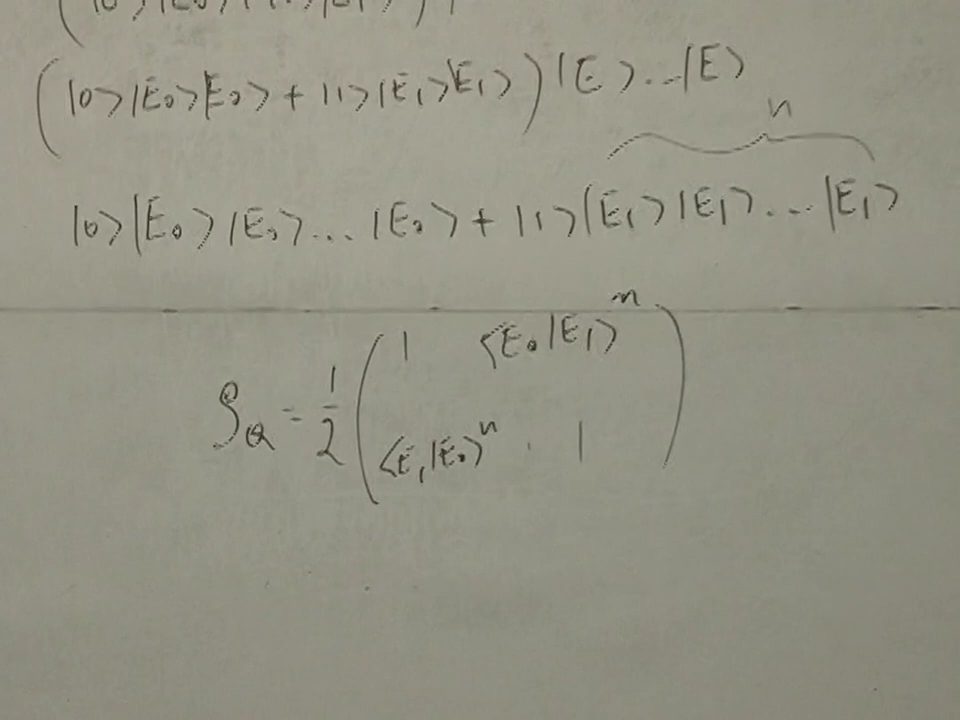 (|0>|E₀>|E₀> + |1>|E₁>|E₁>)|E>...|E>
n
|0>|E₀>|E₀>...|E₀> + |1>|E₁>|E₁>...|E₁>
ρ_Q = 1/2 ( 1 <E₀|E₁>ⁿ
<E₁|E₀>ⁿ 1 )